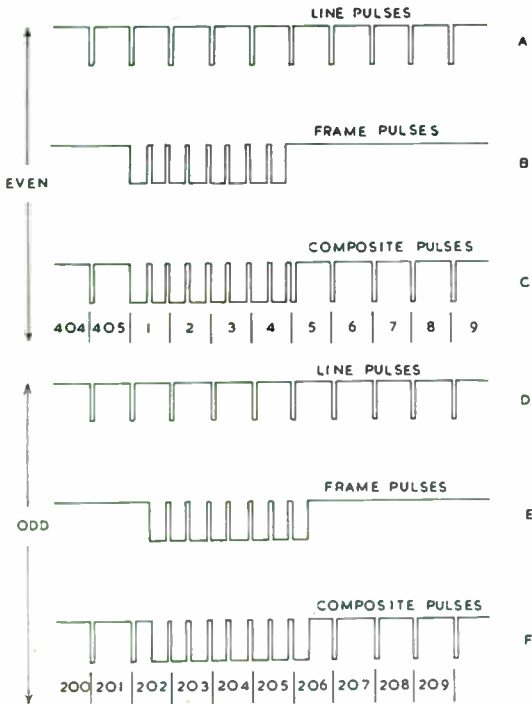 LINE PULSES
A
FRAME PULSES
B
EVEN
COMPOSITE PULSES
C
404 405 1 2 3 4 5 6 7 8 9
LINE PULSES
D
FRAME PULSES
E
ODD
COMPOSITE PULSES
F
200 201 202 203 204 205 206 207 208 209